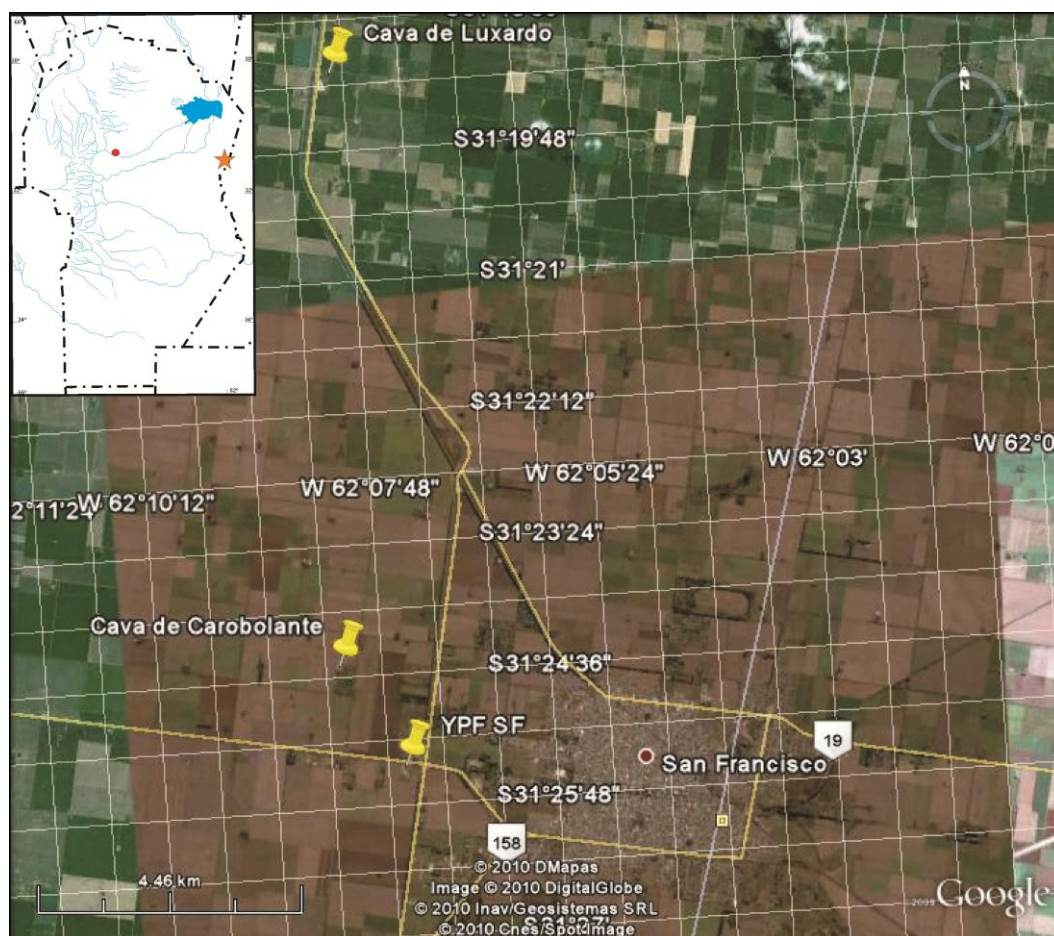 Cava de Luxardo
N
S31°19'48"
S31°21'
S31°22'12"
W 62°03'
W 62°05'24"
W 62°07'48"
W 62°10'12"
2°11'24
S31°23'24"
Cava de Carobolante
S31°24'36"
YPF SF
19
San Francisco
S31°25'48"
158
4.46 km
© 2010 DMapas
Image © 2010 DigitalGlobe
© 2010 Inav/Geosistemas SRL
© 2010 Cnes/Spot Image
Google
S31°27'